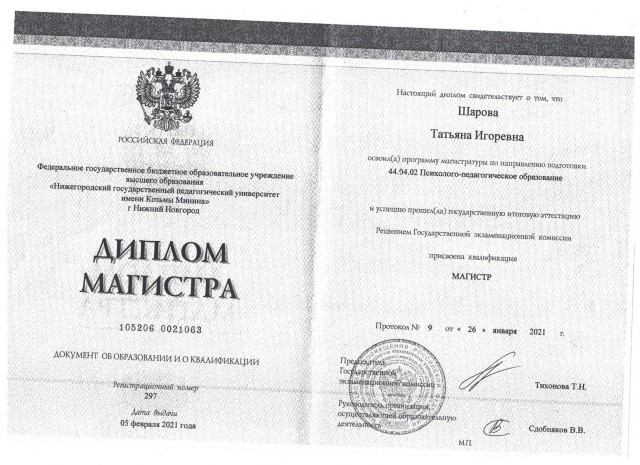 РОССИЙСКАЯ ФЕДЕРАЦИЯ
Федеральное государственное бюджетное образовательное учреждение
высшего образования
«Нижегородский государственный педагогический университет
имени Козьмы Минина»
г Нижний Новгород
ДИПЛОМ
МАГИСТРА
105206 0021063
ДОКУМЕНТ ОБ ОБРАЗОВАНИИ И О КВАЛИФИКАЦИИ
Регистрационный номер
297
Дата выдачи
05 февраля 2021 года
Настоящий диплом свидетельствует о том, что
Шарова
Татьяна Игоревна
освоил(а) программу магистратуры по направлению подготовки
44.04.02 Психолого-педагогическое образование
и успешно прошел(ла) государственную итоговую аттестацию
Решением Государственной экзаменационной комиссии
присвоена квалификация
МАГИСТР
Протокол № 9 от « 26 » января 2021 г.
Председатель
Государственной
экзаменационной комиссии
Тихонова Т.Н.
Руководитель организации,
осуществляющей образовательную
деятельность
Сдобняков В.В.
М.П.